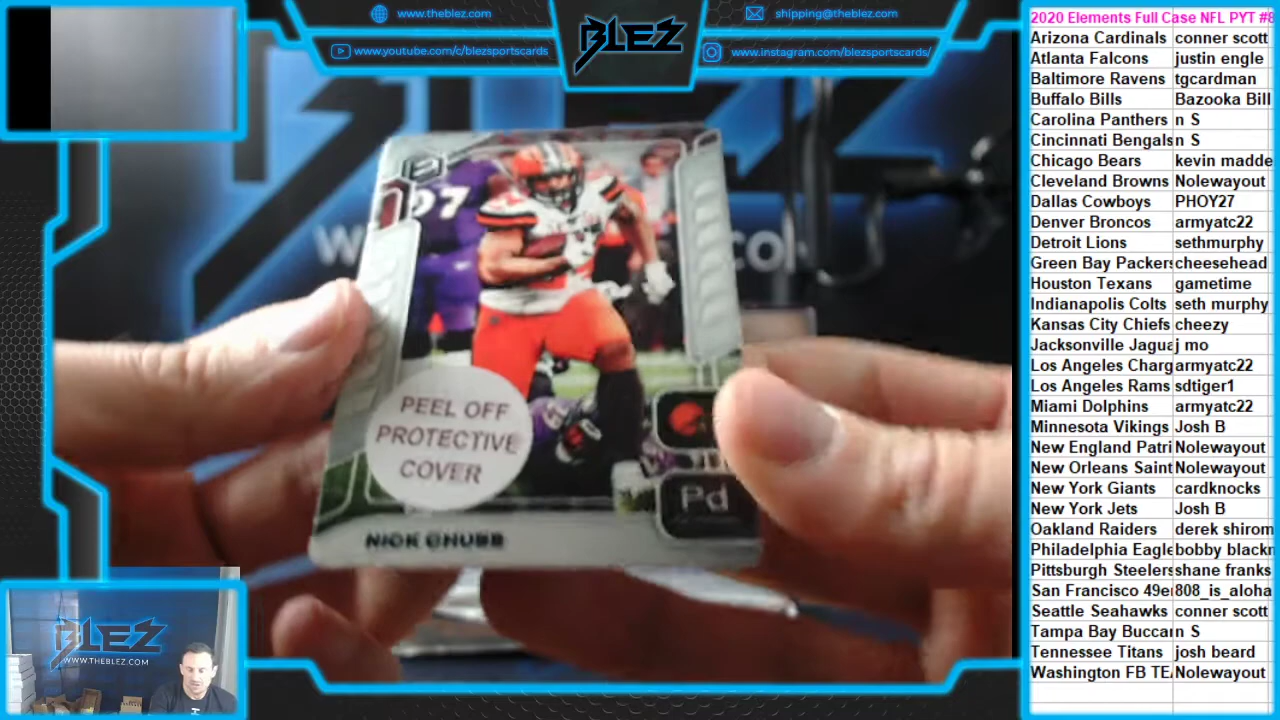 www.theblez.com
www.youtube.com/c/blezsportscards
BLEZ
shipping@theblez.com
www.instagram.com/blezsportscards/
97
PEEL OFF
PROTECTIVE
COVER
Pd
NICK CHUBB
BLEZ
WWW.THEBLEZ.COM
2020 Elements Full Case NFL PYT #8
Arizona Cardinals conner scott
Atlanta Falcons justin engle
Baltimore Ravens tgcardman
Buffalo Bills Bazooka Bill
Carolina Panthers n S
Cincinnati Bengals n S
Chicago Bears kevin madde
Cleveland Browns Nolewayout
Dallas Cowboys PHOY27
Denver Broncos armyatc22
Detroit Lions sethmurphy
Green Bay Packers cheesehead
Houston Texans gametime
Indianapolis Colts seth murphy
Kansas City Chiefs cheezy
Jacksonville Jagua j mo
Los Angeles Charg armyatc22
Los Angeles Rams sdtiger1
Miami Dolphins armyatc22
Minnesota Vikings Josh B
New England Patri Nolewayout
New Orleans Saint Nolewayout
New York Giants cardknocks
New York Jets Josh B
Oakland Raiders derek shirom
Philadelphia Eagle bobby blackn
Pittsburgh Steelers shane franks
San Francisco 49e 808_is_aloha
Seattle Seahawks conner scott
Tampa Bay Buccan n S
Tennessee Titans josh beard
Washington FB TEA Nolewayout